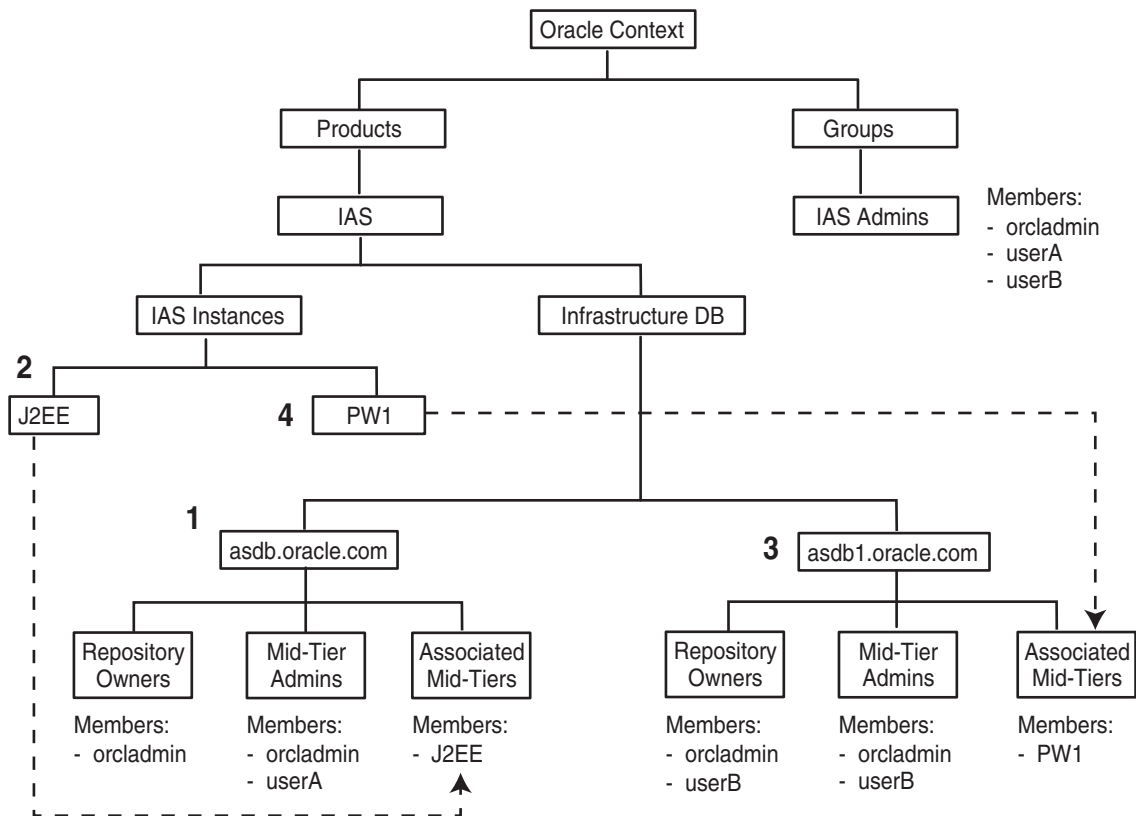 Oracle Context
Products
Groups
IAS
IAS Admins
Members:
- orcladmin
- userA
- userB
IAS Instances
Infrastructure DB
2
J2EE
4
PW1
1
asdb.oracle.com
3
asdb1.oracle.com
Repository
Owners
Mid-Tier
Admins
Associated
Mid-Tiers
Repository
Owners
Mid-Tier
Admins
Associated
Mid-Tiers
Members:
- orcladmin
Members:
- orcladmin
- userA
Members:
- J2EE
Members:
- orcladmin
- userB
Members:
- orcladmin
- userB
Members:
- PW1